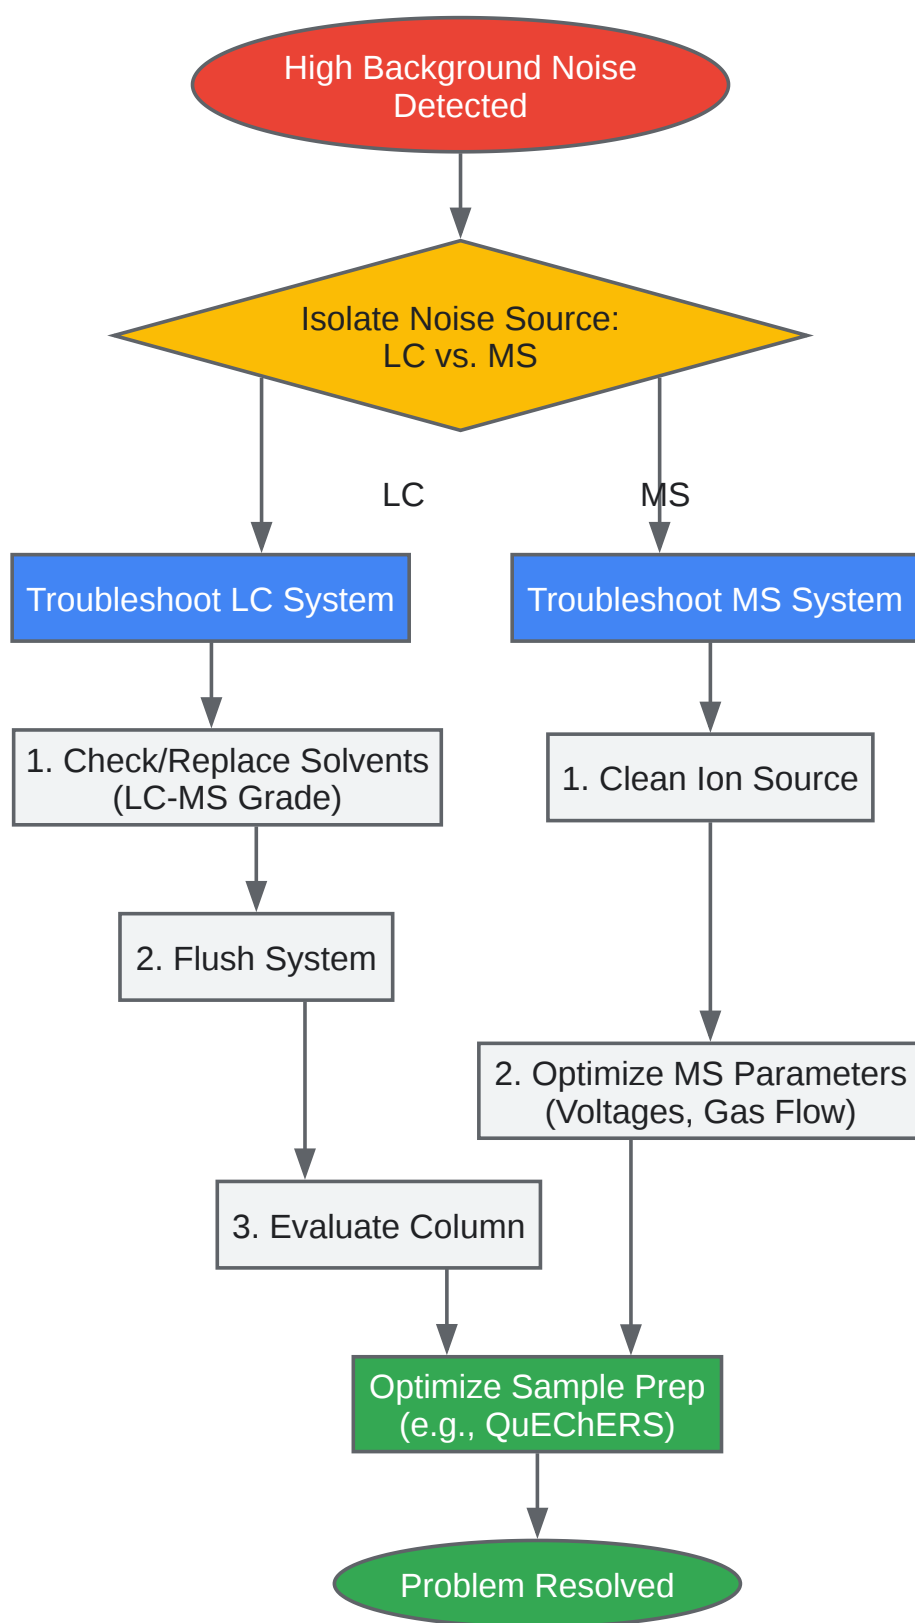 High Background Noise
Detected
Isolate Noise Source:
LC vs. MS
LC
MS
Troubleshoot LC System
Troubleshoot MS System
1. Check/Replace Solvents
(LC-MS Grade)
1. Clean Ion Source
2. Flush System
2. Optimize MS Parameters
(Voltages, Gas Flow)
3. Evaluate Column
Optimize Sample Prep
(e.g., QuEChERS)
Problem Resolved